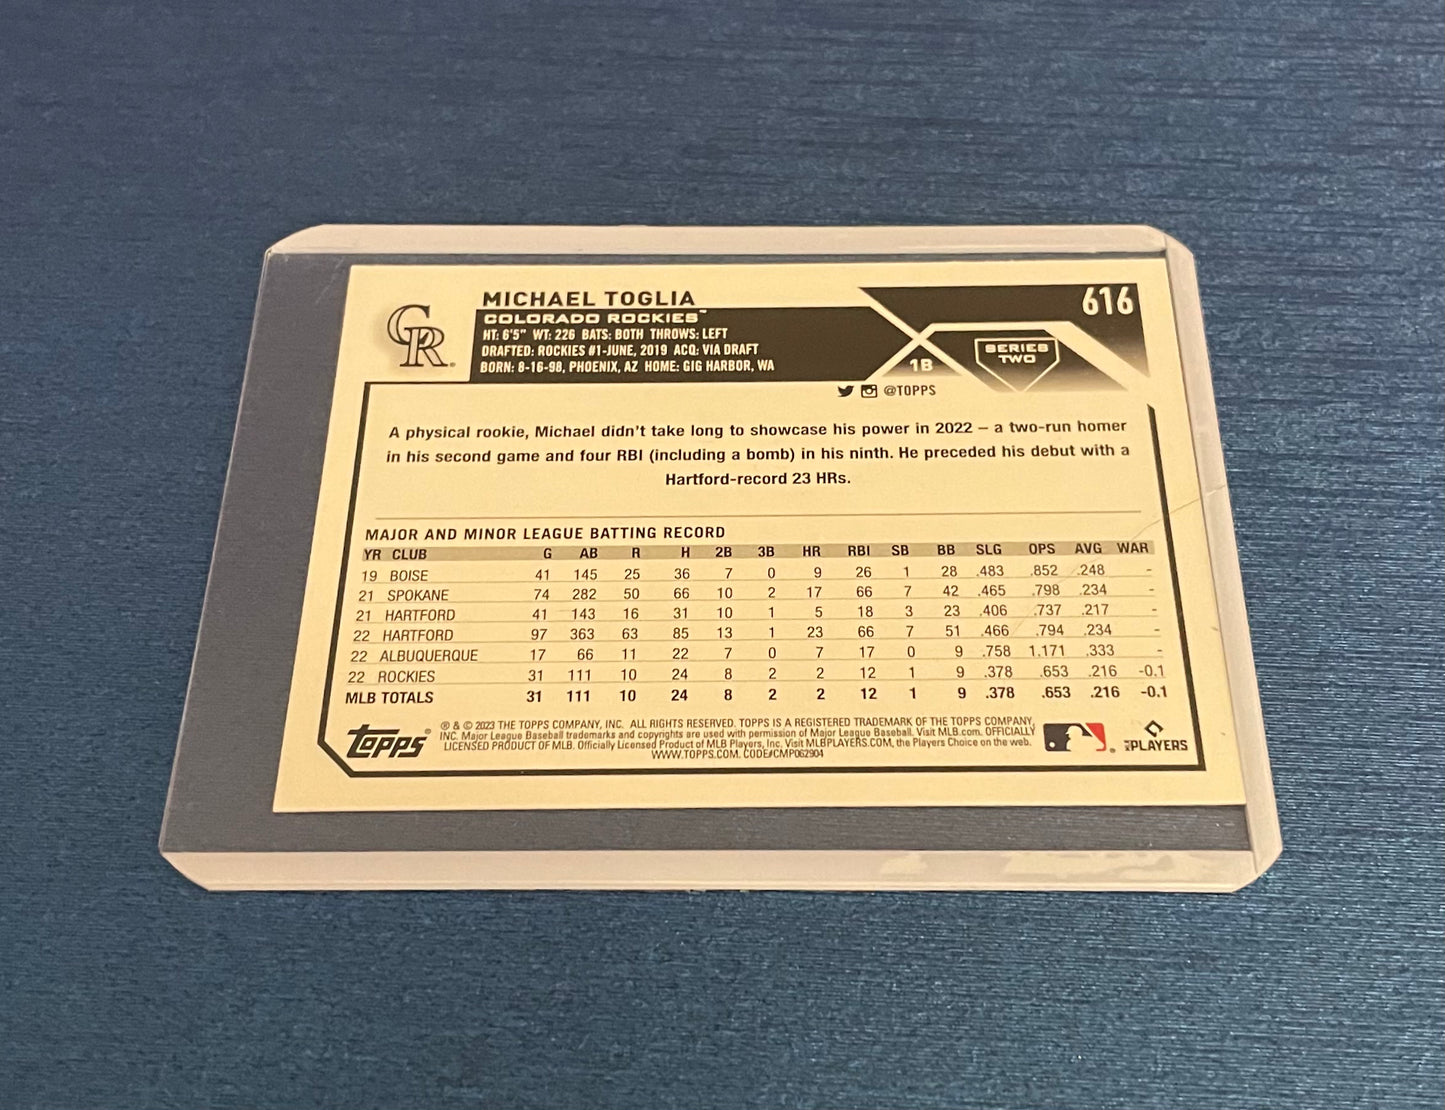 MICHAEL TOGLIA
616
COLORADO ROCKIES™
HT: 6'5" WT: 226 BATS: BOTH THROWS: LEFT
DRAFTED: ROCKIES #1-JUNE, 2019 ACQ: VIA DRAFT
BORN: 8-16-98, PHOENIX, AZ HOME: GIG HARBOR, WA
1B
SERIES
TWO
CR
@TOPPS
A physical rookie, Michael didn't take long to showcase his power in 2022 – a two-run homer
in his second game and four RBI (including a bomb) in his ninth. He preceded his debut with a
Hartford-record 23 HRs.
MAJOR AND MINOR LEAGUE BATTING RECORD
YR CLUB G AB R H 2B 3B HR RBI SB BB SLG OPS AVG WAR
19 BOISE 41 145 25 36 7 0 9 26 1 28 .483 .852 .248 -
21 SPOKANE 74 282 50 66 10 2 17 66 7 42 .465 .798 .234 -
21 HARTFORD 41 143 16 31 10 1 5 18 3 23 .406 .737 .217 -
22 HARTFORD 97 363 63 85 13 1 23 66 7 51 .466 .794 .234 -
22 ALBUQUERQUE 17 66 11 22 7 0 7 17 0 9 .758 1.171 .333 -
22 ROCKIES 31 111 10 24 8 2 2 12 1 9 .378 .653 .216 -0.1
MLB TOTALS 31 111 10 24 8 2 2 12 1 9 .378 .653 .216 -0.1
topps®
® & © 2023 THE TOPPS COMPANY, INC. ALL RIGHTS RESERVED. TOPPS IS A REGISTERED TRADEMARK OF THE TOPPS COMPANY,
INC. Major League Baseball trademarks and copyrights are used with permission of Major League Baseball. Visit MLB.com. OFFICIALLY
LICENSED PRODUCT OF MLB. Officially Licensed Product of MLB Players, Inc. Visit MLBPLAYERS.COM, the Players Choice on the web.
WWW.TOPPS.COM. CODE#CMP062904
PLAYERS